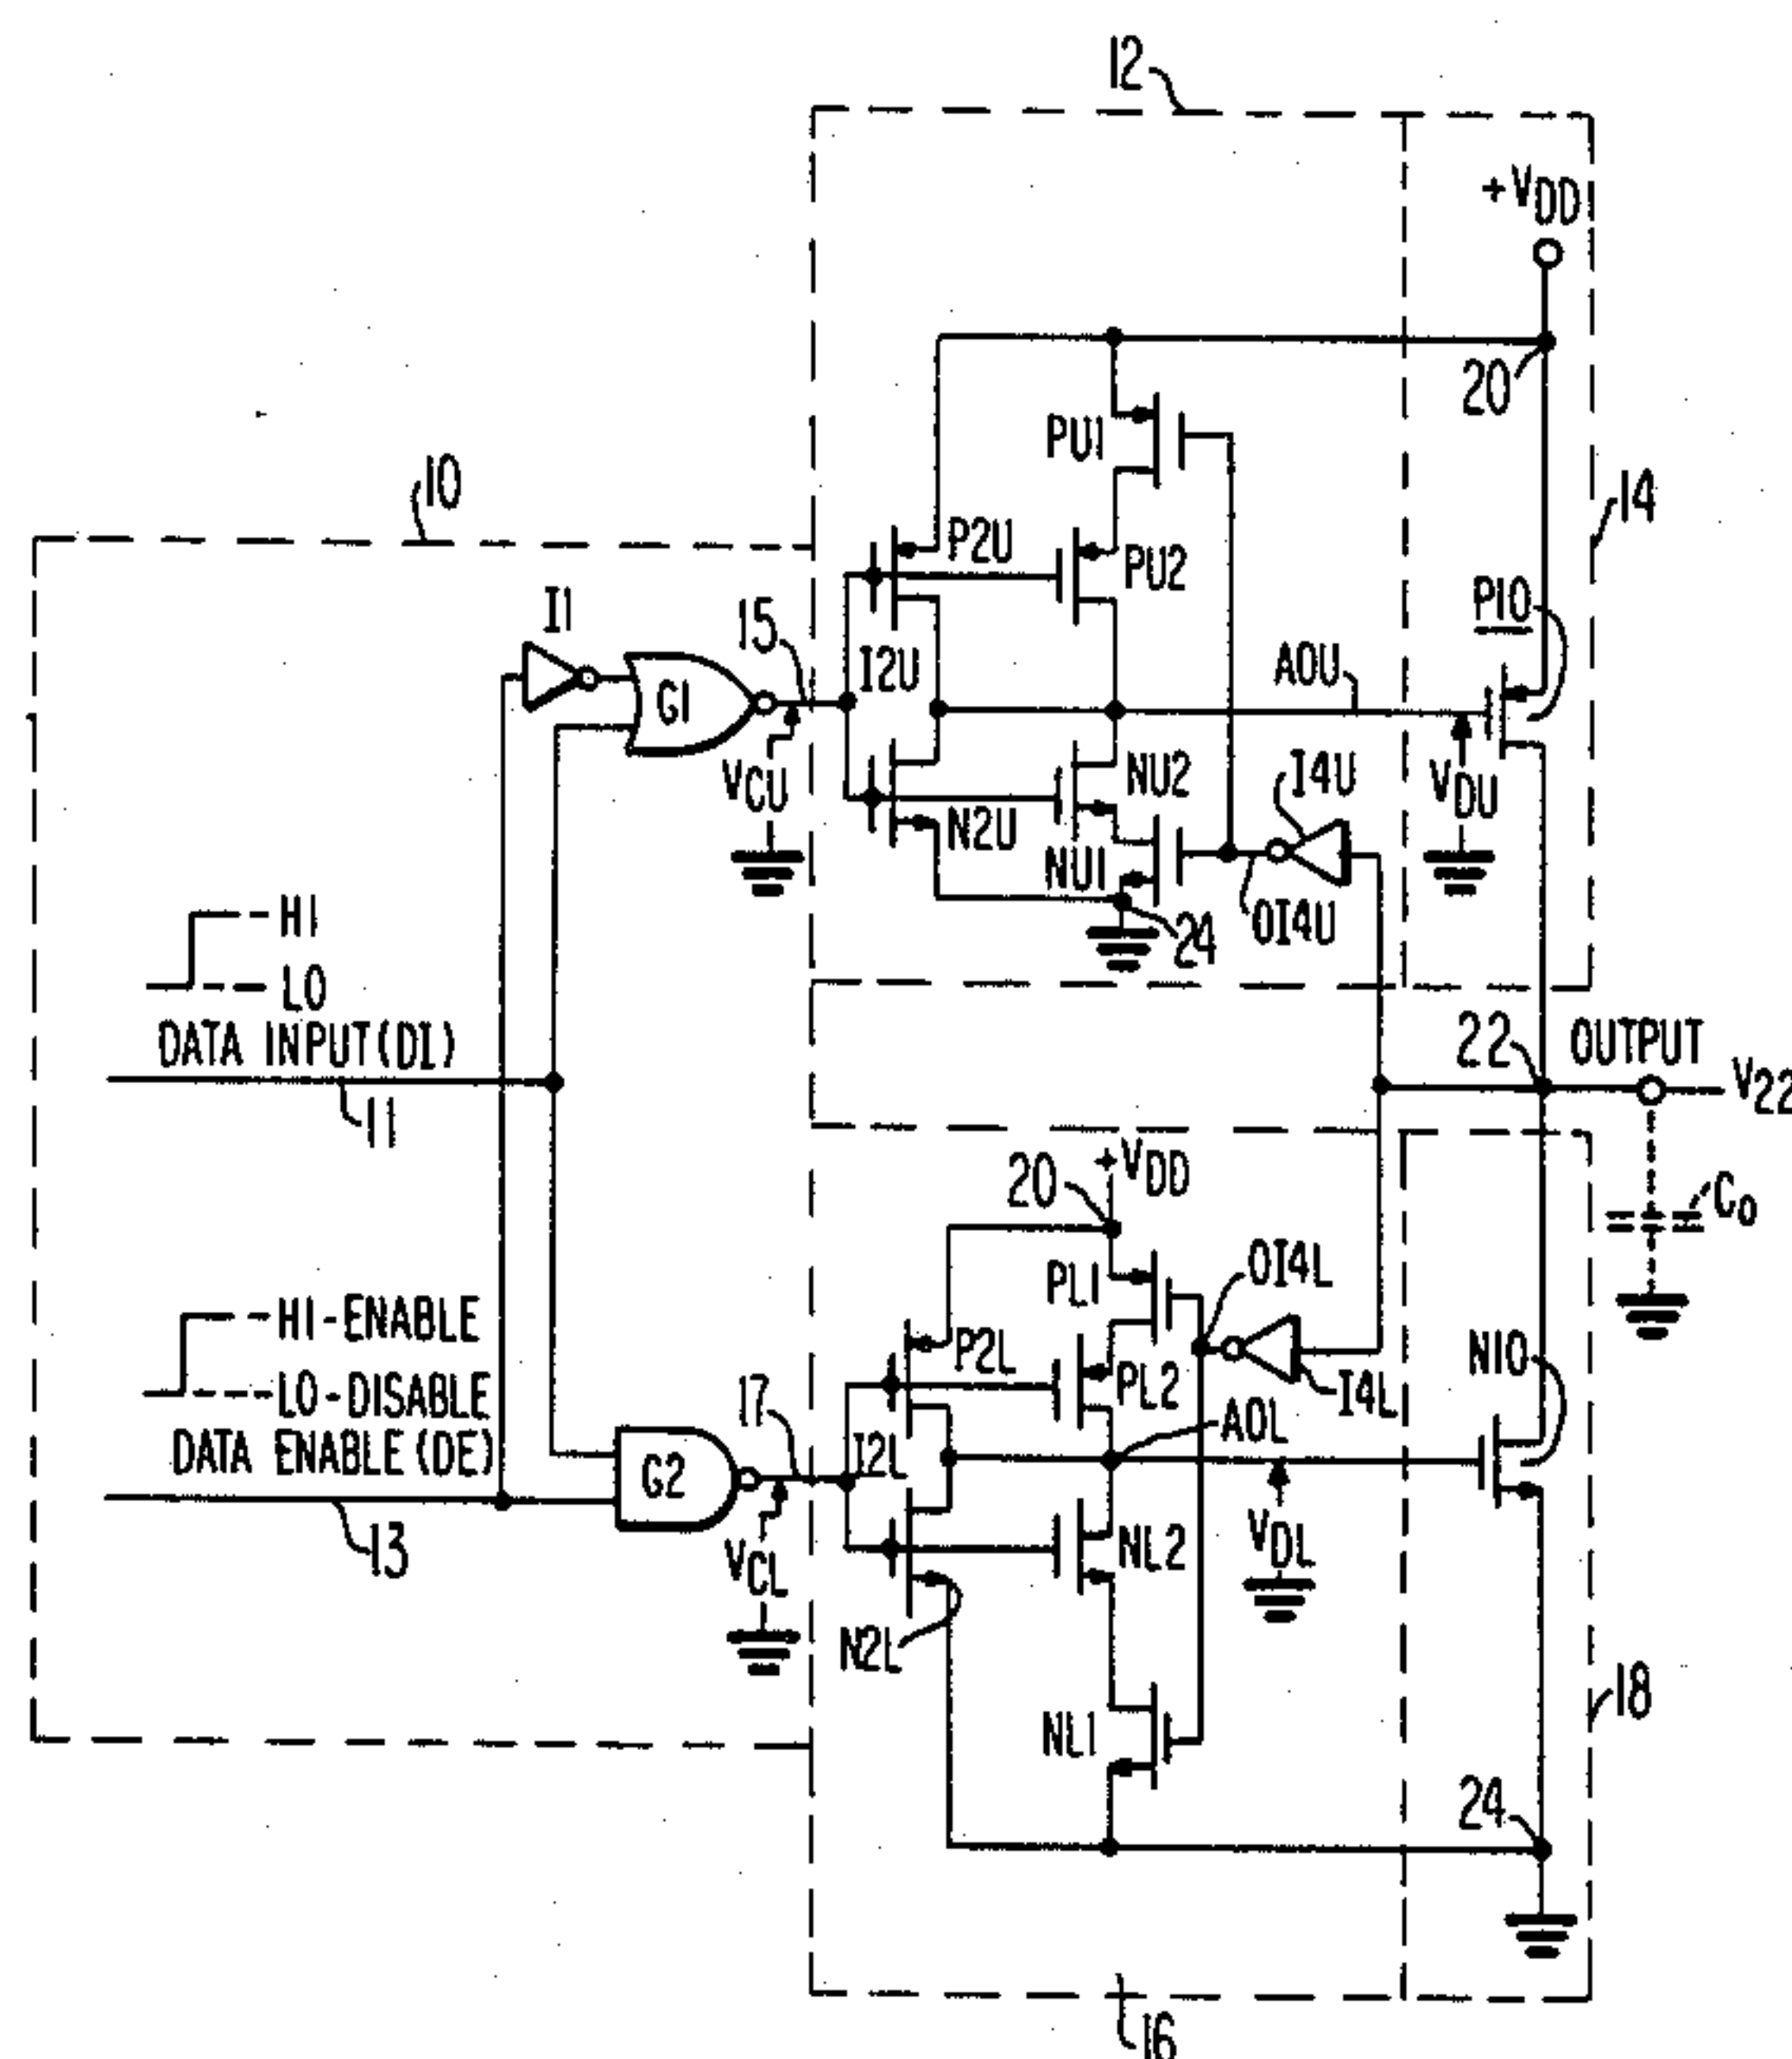 12
+VDD
20
PU1
10
14
P2U
PU2
P10
I1
15
I2U
AOU
G1
VCU
NU2
I4U
VDU
N2U
NU1
24
OI4U
HI
LO
DATA INPUT (DI)
11
22
OUTPUT
V22
+VDD
20
C0
PL1
OI4L
HI-ENABLE
P2L
N10
LO-DISABLE
17
PL2
I4L
DATA ENABLE (DE)
I2L
AOL
G2
13
VCL
NL2
VDL
N2L
18
NL1
24
16